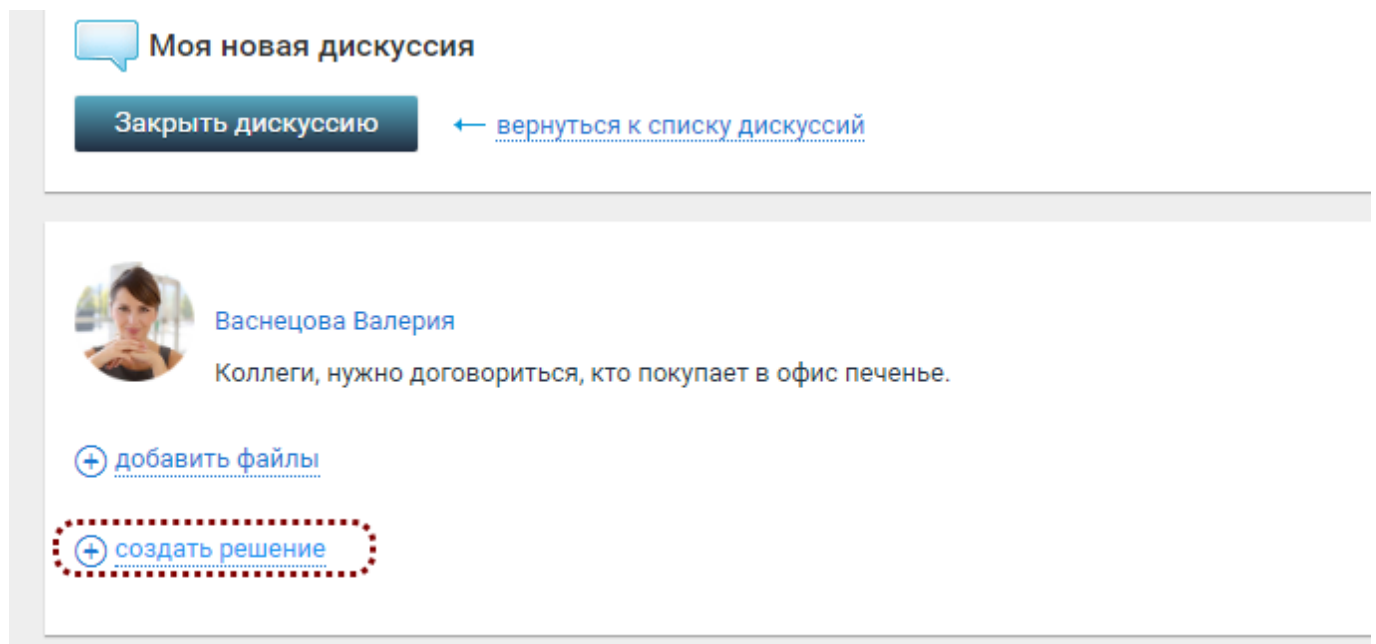 Моя новая дискуссия
Закрыть дискуссию ← вернуться к списку дискуссий
Васнецова Валерия
Коллеги, нужно договориться, кто покупает в офис печенье.
добавить файлы
создать решение